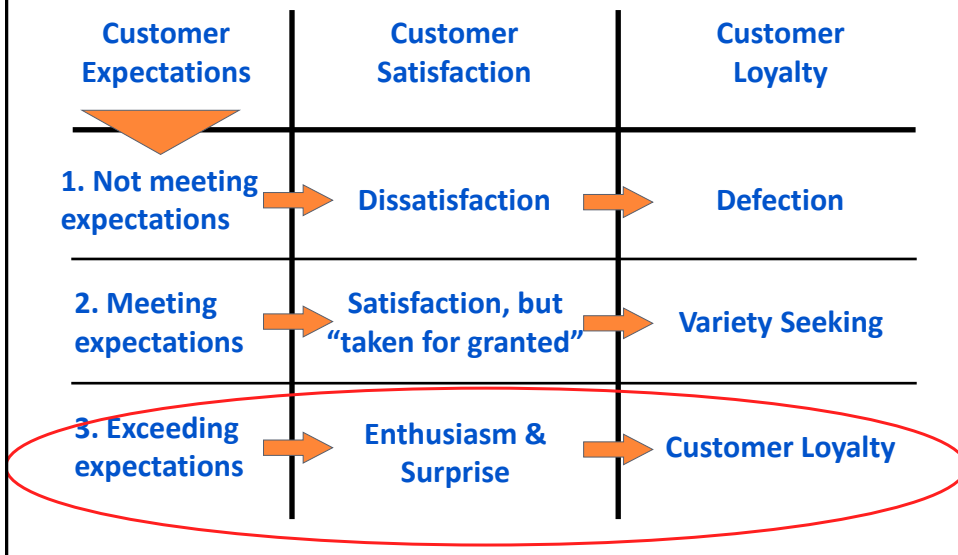 Customer
Expectations
Customer
Satisfaction
Customer
Loyalty
1. Not meeting
expectations
Dissatisfaction
Defection
2. Meeting
expectations
Satisfaction, but
“taken for granted”
Variety Seeking
3. Exceeding
expectations
Enthusiasm &
Surprise
Customer Loyalty